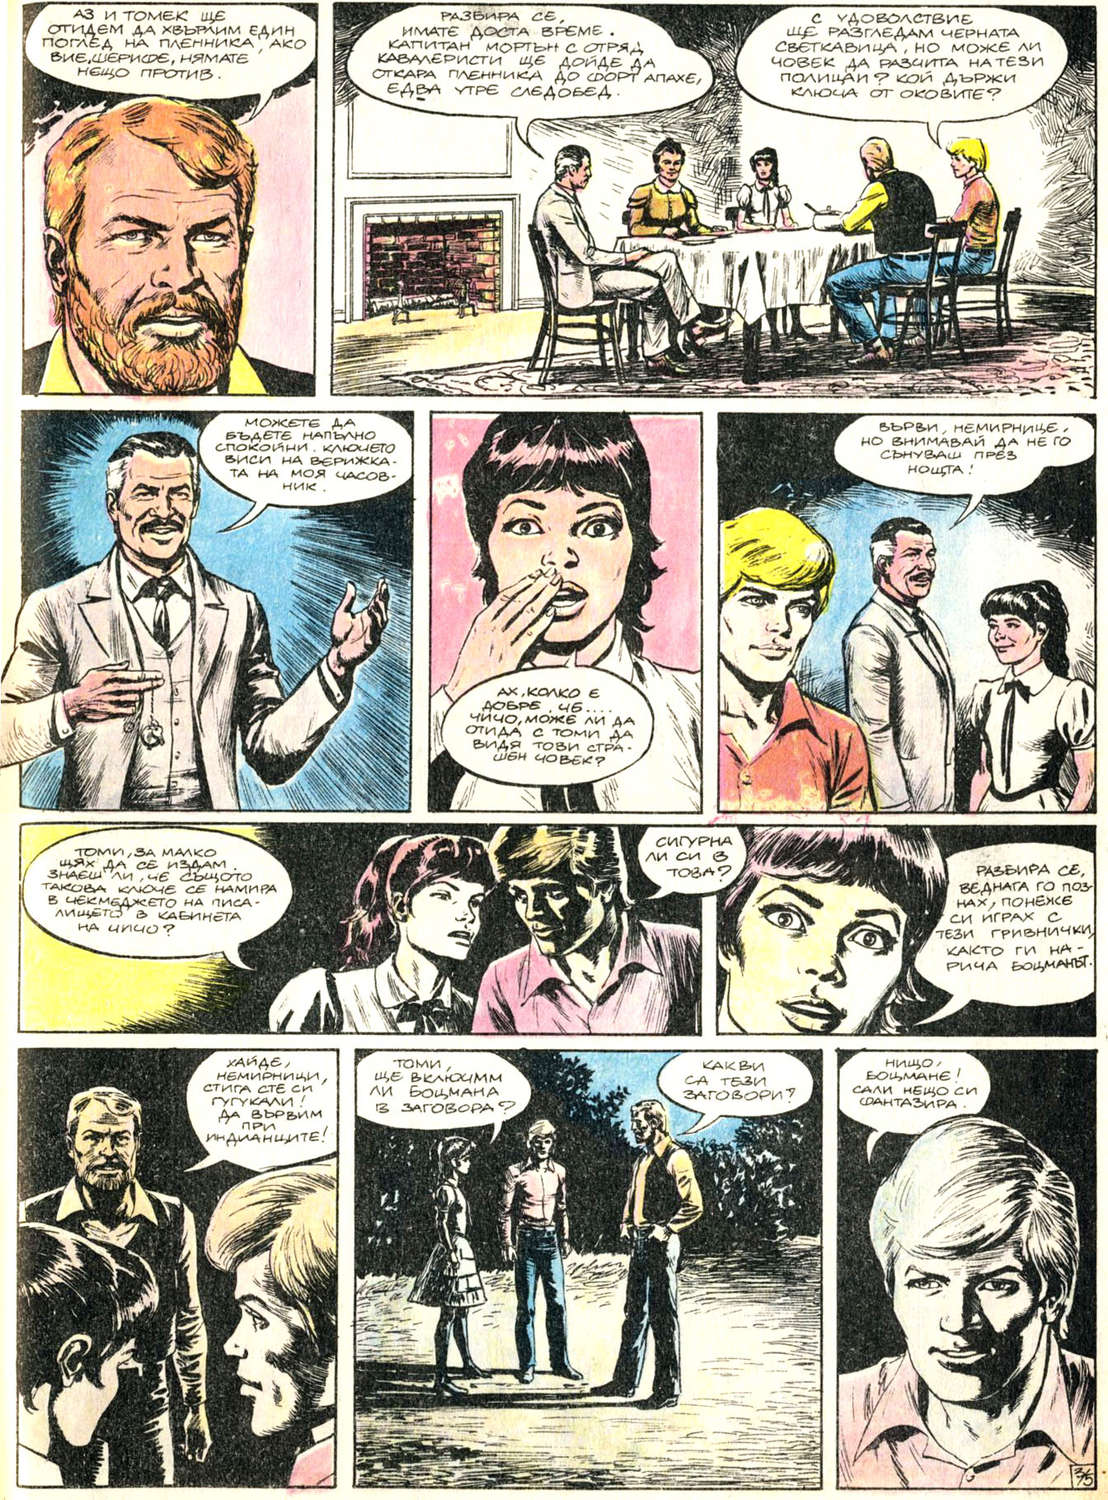 АЗ И ТОМЕК ЩЕ
ОТИДЕМ ДА ХВЪРЛИМ ЕДИН
ПОГЛЕД НА ПЛЕННИКА, АКО
ВИЕ, ШЕРИФЕ, НЯМАТЕ
НЕЩО ПРОТИВ.
РАЗБИРА СЕ,
ИМАТЕ ДОСТА ВРЕМЕ.
КАПИТАН МОРТЪН С ОТРЯД
КАВАЛЕРИСТИ ЩЕ ДОЙДЕ ДА
ОТКАРА ПЛЕННИКА ДО ФОРТ АПАХЕ,
ЕДВА УТРЕ СЛЕДОБЕД.
С УДОВОЛСТВИЕ
ЩЕ РАЗГЛЕДАМ ЧЕРНАТА
СВЕТКАВИЦА, НО МОЖЕ ЛИ
ЧОВЕК ДА РАЗЧИТА НА ТЕЗИ
ПОЛИЦАИ? КОЙ ДЪРЖИ
КЛЮЧА ОТ ОКОВИТЕ?
МОЖЕТЕ ДА
БЪДЕТЕ НАПЪЛНО
СПОКОЙНИ. КЛЮЧЕТО
ВИСИ НА ВЕРИЖКА-
ТА НА МОЯ ЧАСОВ-
НИК.
АХ, КОЛКО Е
ДОБРЕ, ЧЕ....
ЧИЧО, МОЖЕ ЛИ ДА
ОТИДА С ТОМИ ДА
ВИДЯ ТОВИ СТРА-
ШЕН ЧОВЕК?
ВЪРВИ, НЕМИРНИЦЕ,
НО ВНИМАВАЙ ДА НЕ ГО
СЪНУВАШ ПРЕЗ
НОЩТА!
ТОМИ, ЗА МАЛКО
ЩЯХ ДА СЕ ИЗДАМ.
ЗНАЕШ ЛИ, ЧЕ СЪЩОТО
ТАКОВА КЛЮЧЕ СЕ НАМИРА
В ЧЕКМЕДЖЕТО НА ПИСА-
ЛИЩЕТО В КАБИНЕТА
НА ЧИЧО?
СИГУРНА
ЛИ СИ В
ТОВА?
РАЗБИРА СЕ,
ВЕДНАГА ГО ПОЗ-
НАХ, ПОНЕЖЕ
СИ ИГРАХ С
ТЕЗИ ГРИВНИЧКИ,
КАКТО ГИ НА-
РИЧА БОЦМАНЪТ.
ХАЙДЕ,
НЕМИРНИЦИ,
СТИГА СТЕ СИ
ГУГУКАЛИ!
ДА ВЪРВИМ
ПРИ
ИНДИАНЦИТЕ!
ТОМИ,
ЩЕ ВКЛЮЧММ
ЛИ БОЦМАНА
В ЗАГОВОРА?
КАКВИ
СА ТЕЗИ
ЗАГОВОРИ?
НИЩО,
БОЦМАНЕ!
САЛИ НЕЩО СИ
ФАНТАЗИРА.